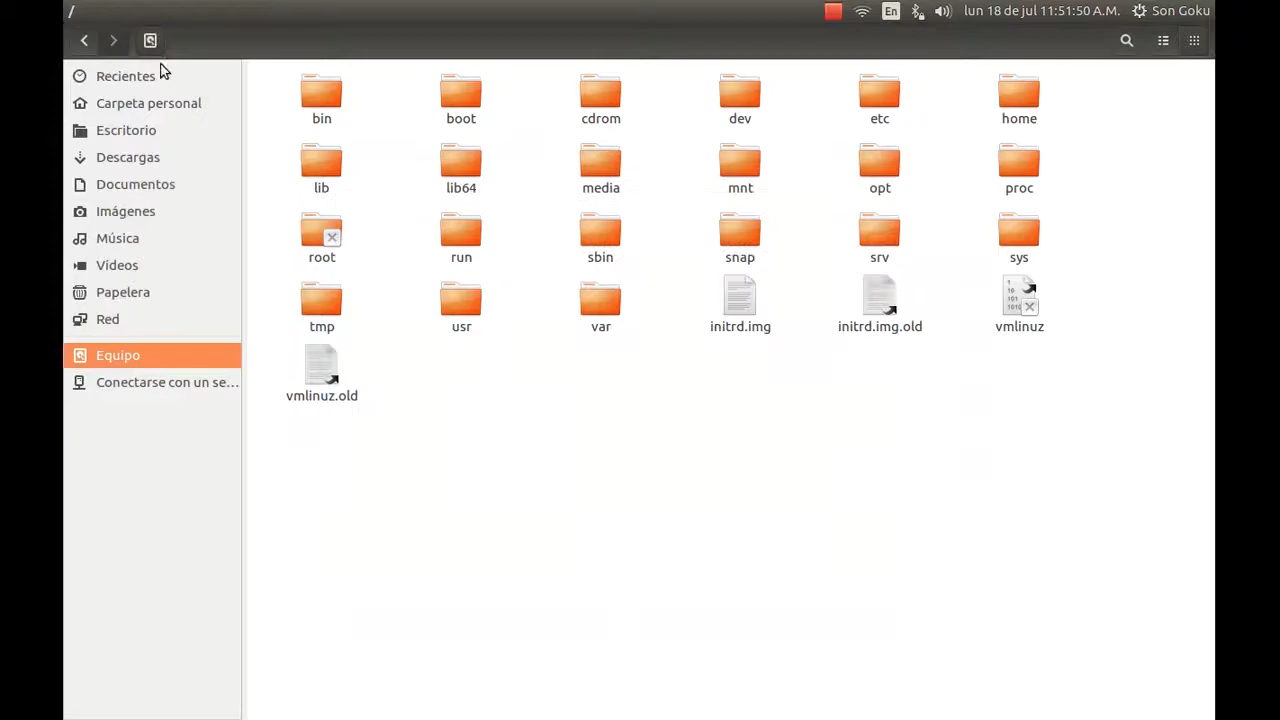 /
En
lun 18 de jul 11:51:50 A.M.
Son Goku
Recientes
Carpeta personal
Escritorio
Descargas
Documentos
Imágenes
Música
Vídeos
Papelera
Red
Equipo
Conectarse con un se...
bin
boot
cdrom
dev
etc
home
lib
lib64
media
mnt
opt
proc
root
run
sbin
snap
srv
sys
tmp
usr
var
initrd.img
initrd.img.old
vmlinuz
vmlinuz.old